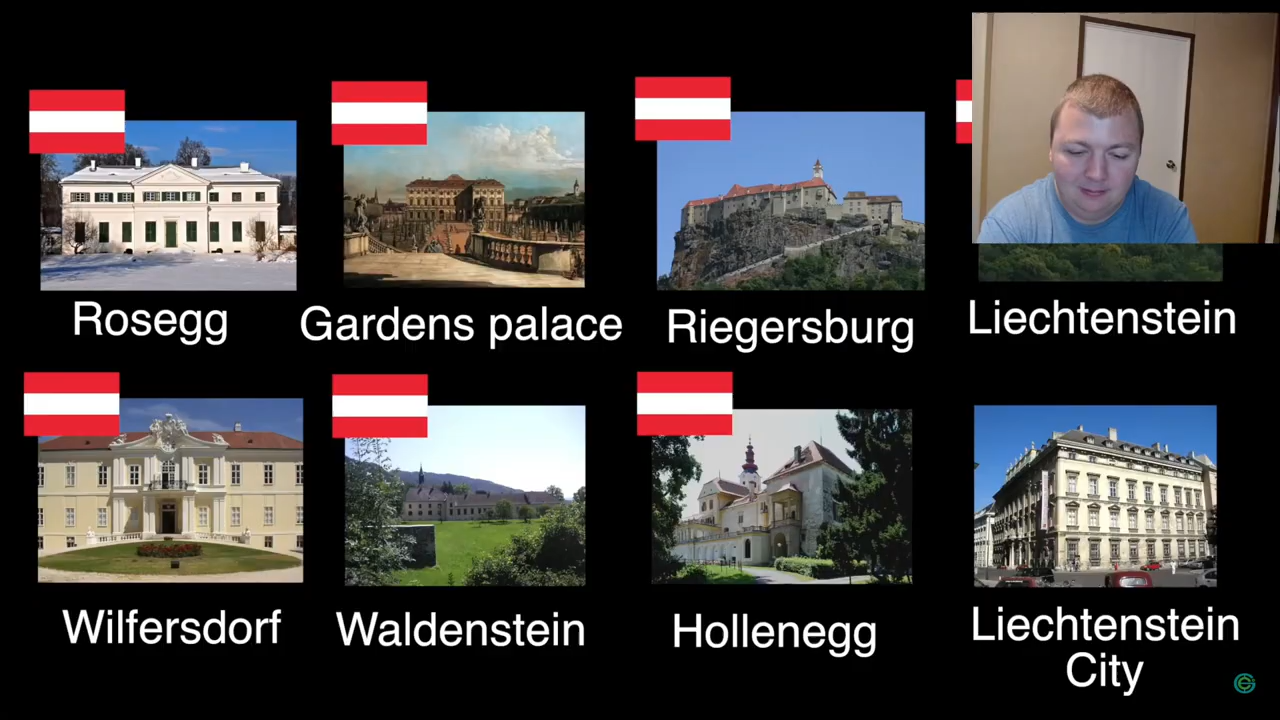 Rosegg
Gardens palace
Riegersburg
Liechtenstein
Wilfersdorf
Waldenstein
Hollenegg
Liechtenstein
City